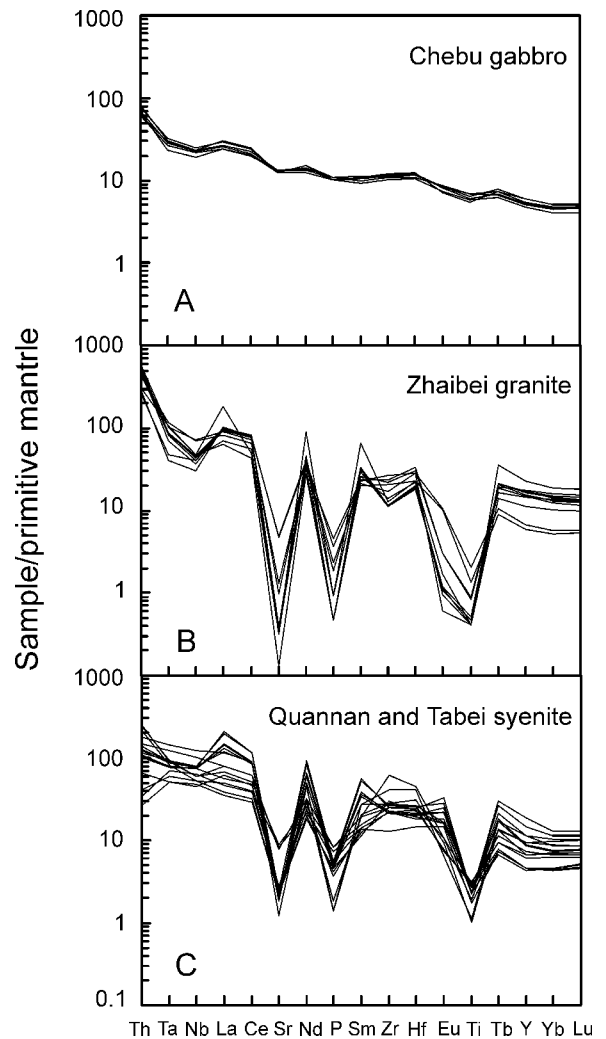 1000
Chebu gabbro
100
10
1
A
1000
Zhaibei granite
100
10
1
B
1000
Quannan and Tabei syenite
100
10
1
C
0.1
Th Ta Nb La Ce Sr Nd P Sm Zr Hf Eu Ti Tb Y Yb Lu
Sample/primitive mantrle